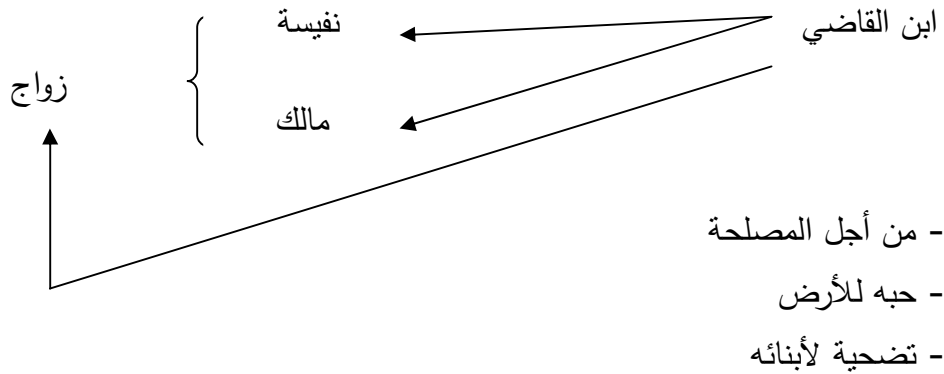 ابن القاضي
نفيسة
مالك
زواج
- من أجل المصلحة
- حبه للأرض
- تضحية لأبنائه